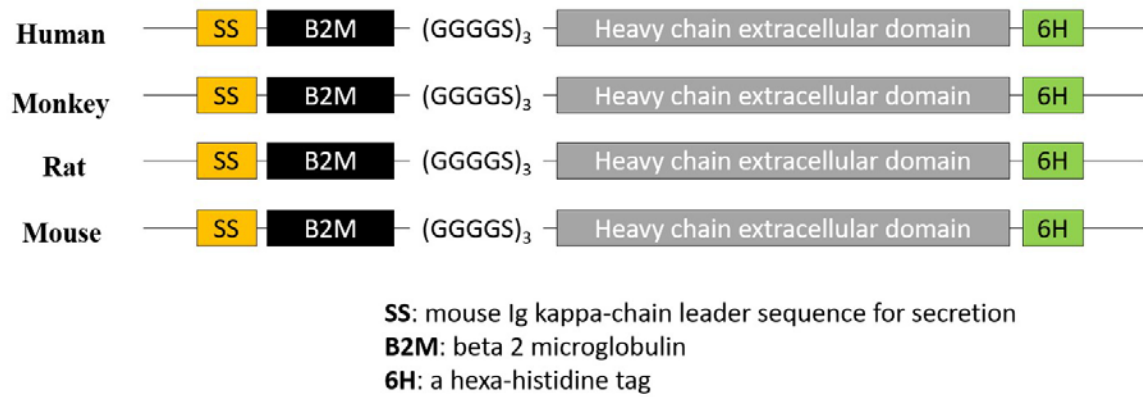 Human SS B2M (GGGGS)₃ Heavy chain extracellular domain 6H
Monkey SS B2M (GGGGS)₃ Heavy chain extracellular domain 6H
Rat SS B2M (GGGGS)₃ Heavy chain extracellular domain 6H
Mouse SS B2M (GGGGS)₃ Heavy chain extracellular domain 6H
SS: mouse Ig kappa-chain leader sequence for secretion
B2M: beta 2 microglobulin
6H: a hexa-histidine tag